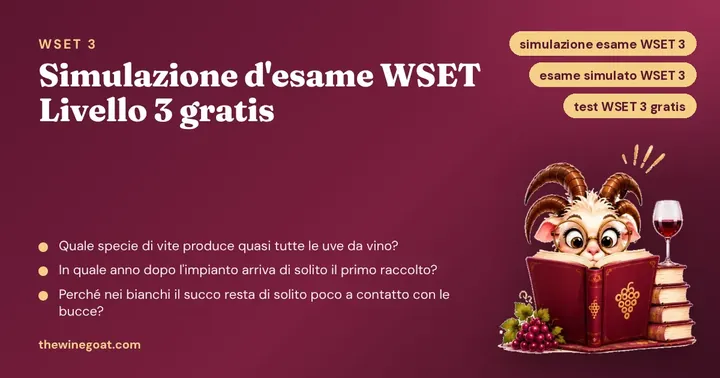 WSET 3
Simulazione d'esame WSET
Livello 3 gratis
simulazione esame WSET 3
esame simulato WSET 3
test WSET 3 gratis
Quale specie di vite produce quasi tutte le uve da vino?
In quale anno dopo l'impianto arriva di solito il primo raccolto?
Perché nei bianchi il succo resta di solito poco a contatto con le
bucce?
thewinegoat.com